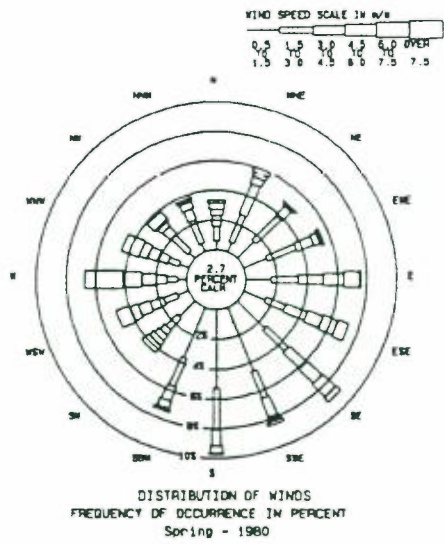 WIND SPEED SCALE IN m/s
0.5 1.5 3.0 4.5 6.0 OVER
TO TO TO TO TO
1.5 3.0 4.5 6.0 7.5 7.5
N
NNW NNE
NW NE
WNW ENE
W E
WSW ESE
SW SE
SSW SSE
S
2.7
PERCENT
CALM
2%
4%
6%
8%
10%
DISTRIBUTION OF WINDS
FREQUENCY OF OCCURRENCE IN PERCENT
Spring - 1980